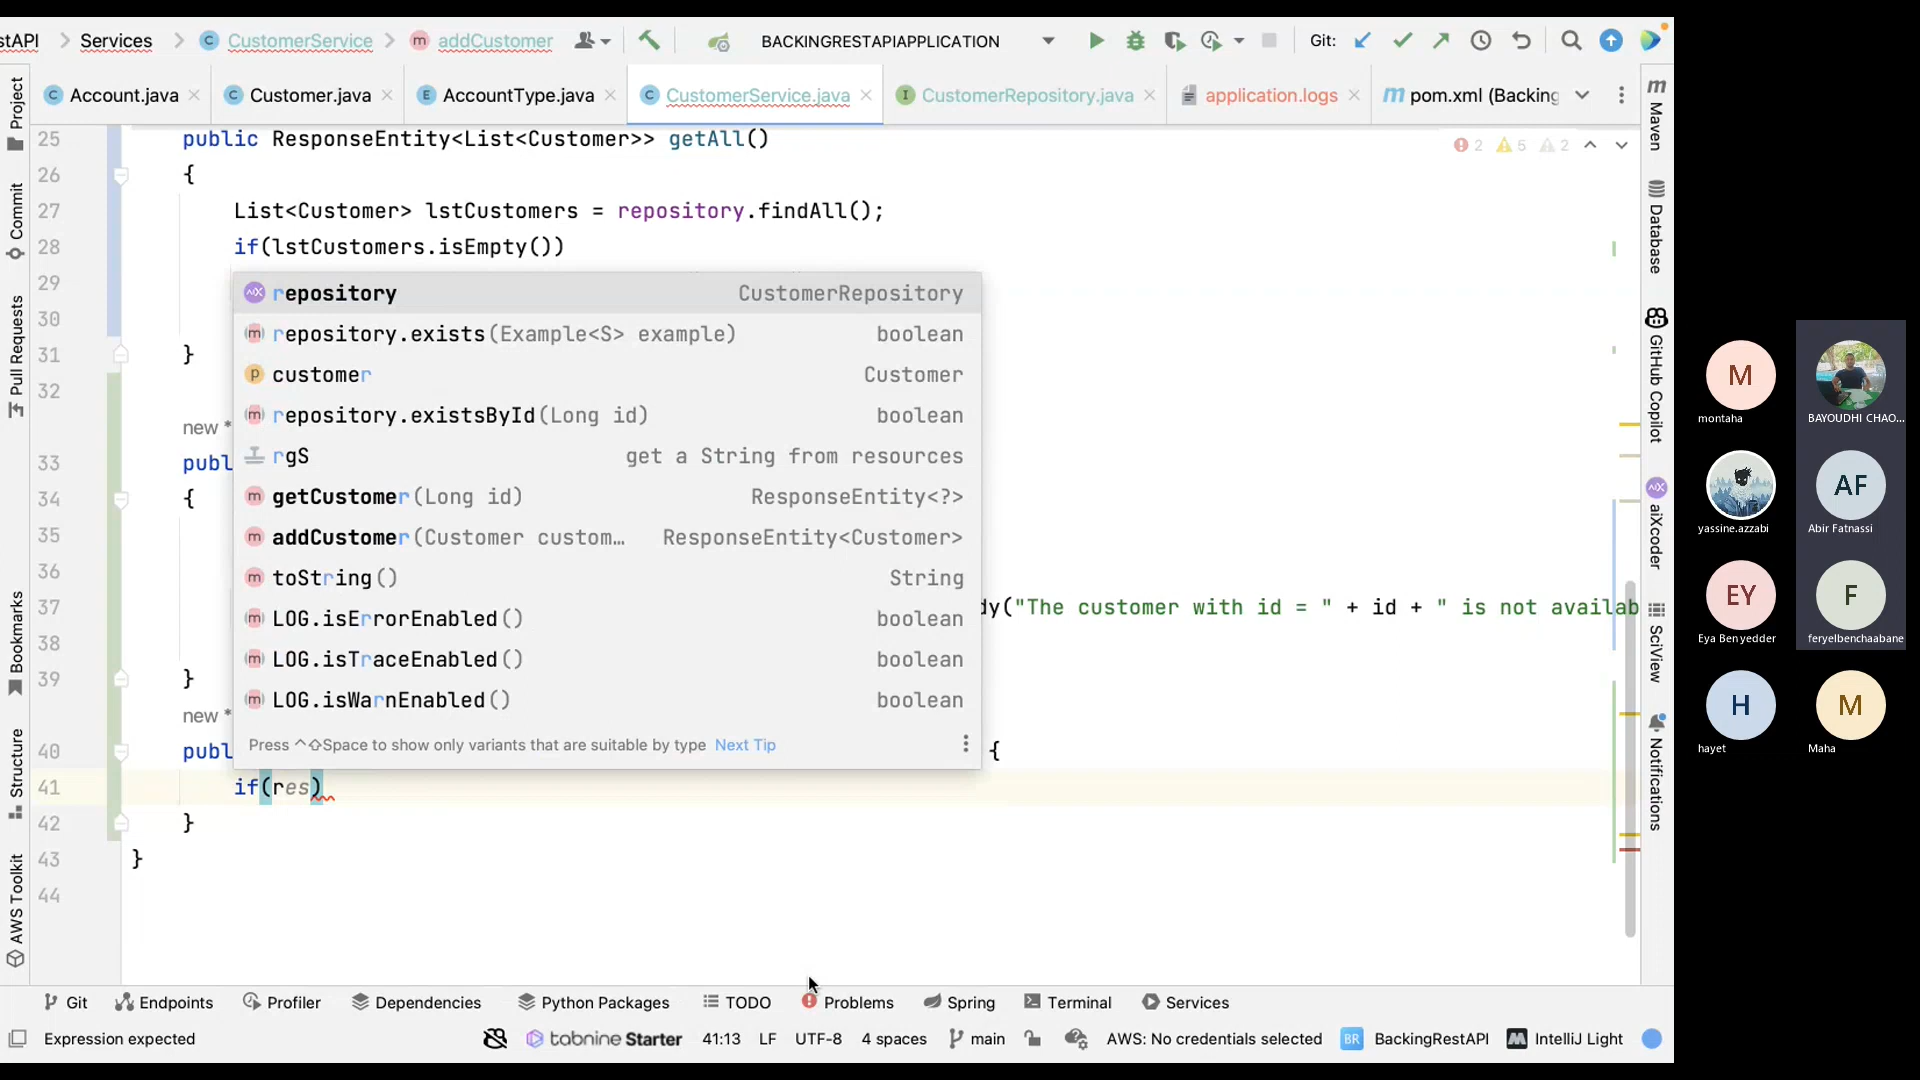 stAPI
Services
CustomerService
addCustomer
BACKINGRESTAPIAPPLICATION
Git:
Account.java
Customer.java
AccountType.java
CustomerService.java
CustomerRepository.java
application.logs
pom.xml (Backing
25 public ResponseEntity<List<Customer>> getAll()
2 5 2
26 {
27 List<Customer> lstCustomers = repository.findAll();
28 if(lstCustomers.isEmpty())
29
30
31 }
32
new *
33 publ
34 {
35
36
37 dy("The customer with id = " + id + " is not availab
38
39 }
new *
40 publ {
41 if(res)
42 }
43 }
44
repository CustomerRepository
repository.exists(Example<S> example) boolean
customer Customer
repository.existsById(Long id) boolean
rgS get a String from resources
getCustomer(Long id) ResponseEntity<?>
addCustomer(Customer custom… ResponseEntity<Customer>
toString() String
LOG.isErrorEnabled() boolean
LOG.isTraceEnabled() boolean
LOG.isWarnEnabled() boolean
Press ^⇧Space to show only variants that are suitable by type Next Tip
Project
Commit
Pull Requests
Bookmarks
Structure
AWS Toolkit
Maven
Database
GitHub Copilot
aiXcoder
SciView
Notifications
Git
Endpoints
Profiler
Dependencies
Python Packages
TODO
Problems
Spring
Terminal
Services
Expression expected
tabnine Starter
41:13
LF
UTF-8
4 spaces
main
AWS: No credentials selected
BR
BackingRestAPI
IntelliJ Light
M
montaha
BAYOUDHI CHAO...
yassine.azzabi
AF
Abir Fatnassi
EY
Eya Benyedder
F
feryelbenchaabane
H
hayet
M
Maha